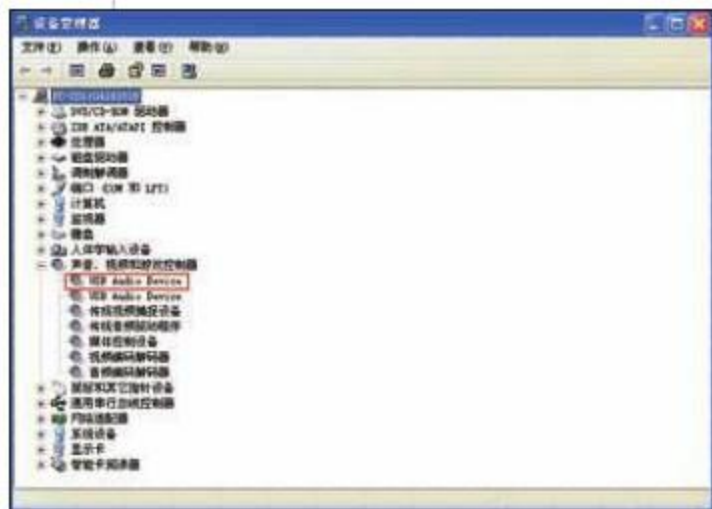 设备管理器
文件(F) 操作(A) 查看(V) 帮助(H)
DVD/CD-ROM 驱动器
IDE ATA/ATAPI 控制器
处理器
磁盘驱动器
调制解调器
端口 (COM 和 LPT)
计算机
监视器
键盘
人体学输入设备
声音、视频和游戏控制器
USB Audio Device
USB Audio Device
传统视频捕获设备
传统音频驱动程序
媒体控制设备
视频编码解码器
音频编码解码器
鼠标和其它指针设备
通用串行总线控制器
网络适配器
系统设备
显示卡
智能卡阅读器